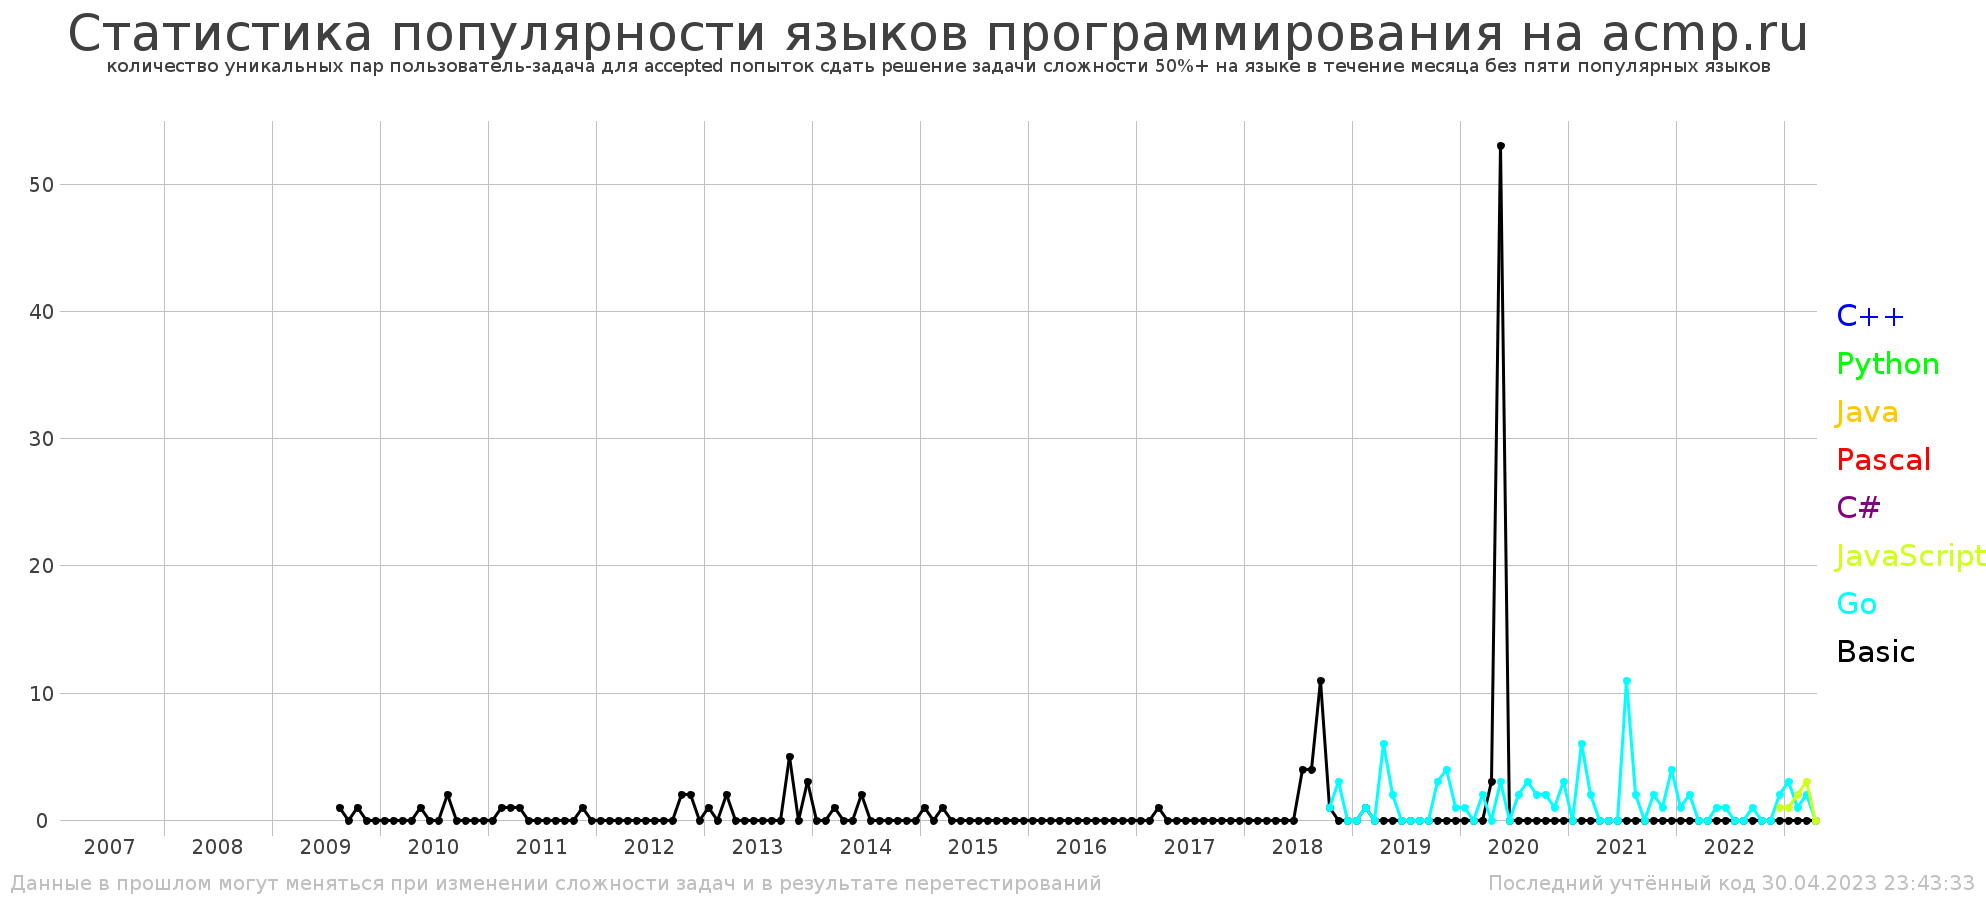 Статистика популярности языков программирования на acmp.ru
количество уникальных пар пользователь-задача для accepted попыток сдать решение задачи сложности 50%+ на языке в течение месяца без пяти популярных языков
50
40
30
20
10
0
C++
Python
Java
Pascal
C#
JavaScript
Go
Basic
2007 2008 2009 2010 2011 2012 2013 2014 2015 2016 2017 2018 2019 2020 2021 2022
Данные в прошлом могут меняться при изменении сложности задач и в результате перетестирований
Последний учтённый код 30.04.2023 23:43:33